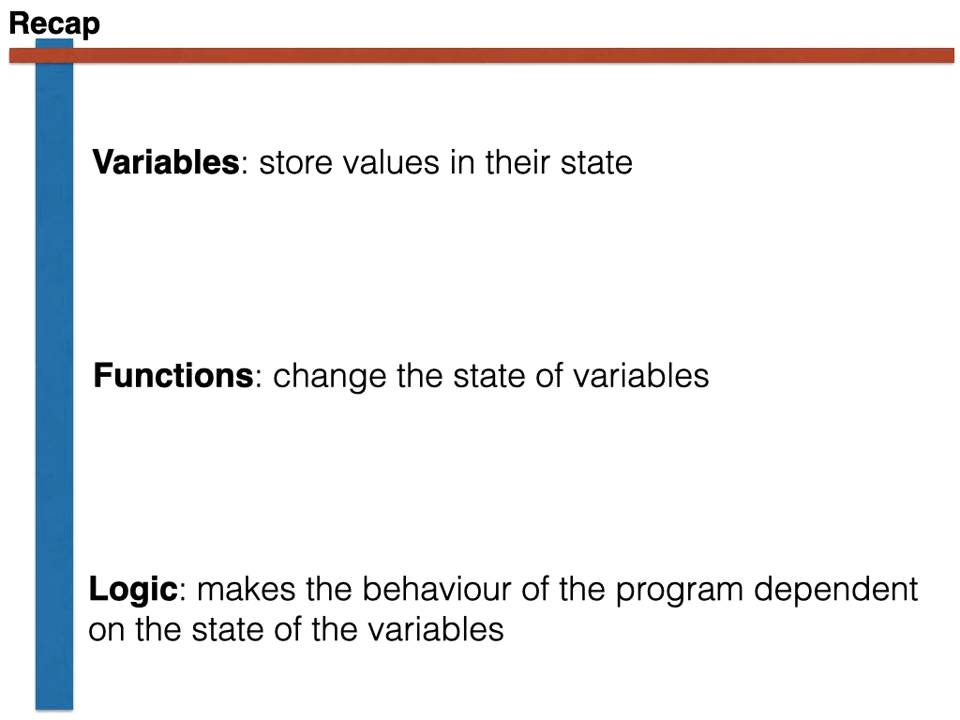 Recap
Variables: store values in their state
Functions: change the state of variables
Logic: makes the behaviour of the program dependent
on the state of the variables